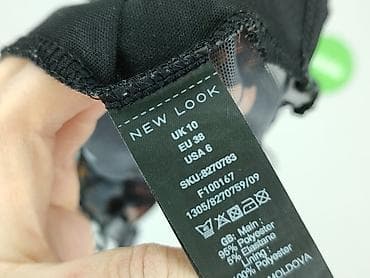 NEW LOOK
UK 10
EU 38
USA 6
SKU:8270783
F100167
1305/8270759/09
GB: Main :
95% Polyester
5% Elastane
Lining :
100% Polyester
MOLDOVA